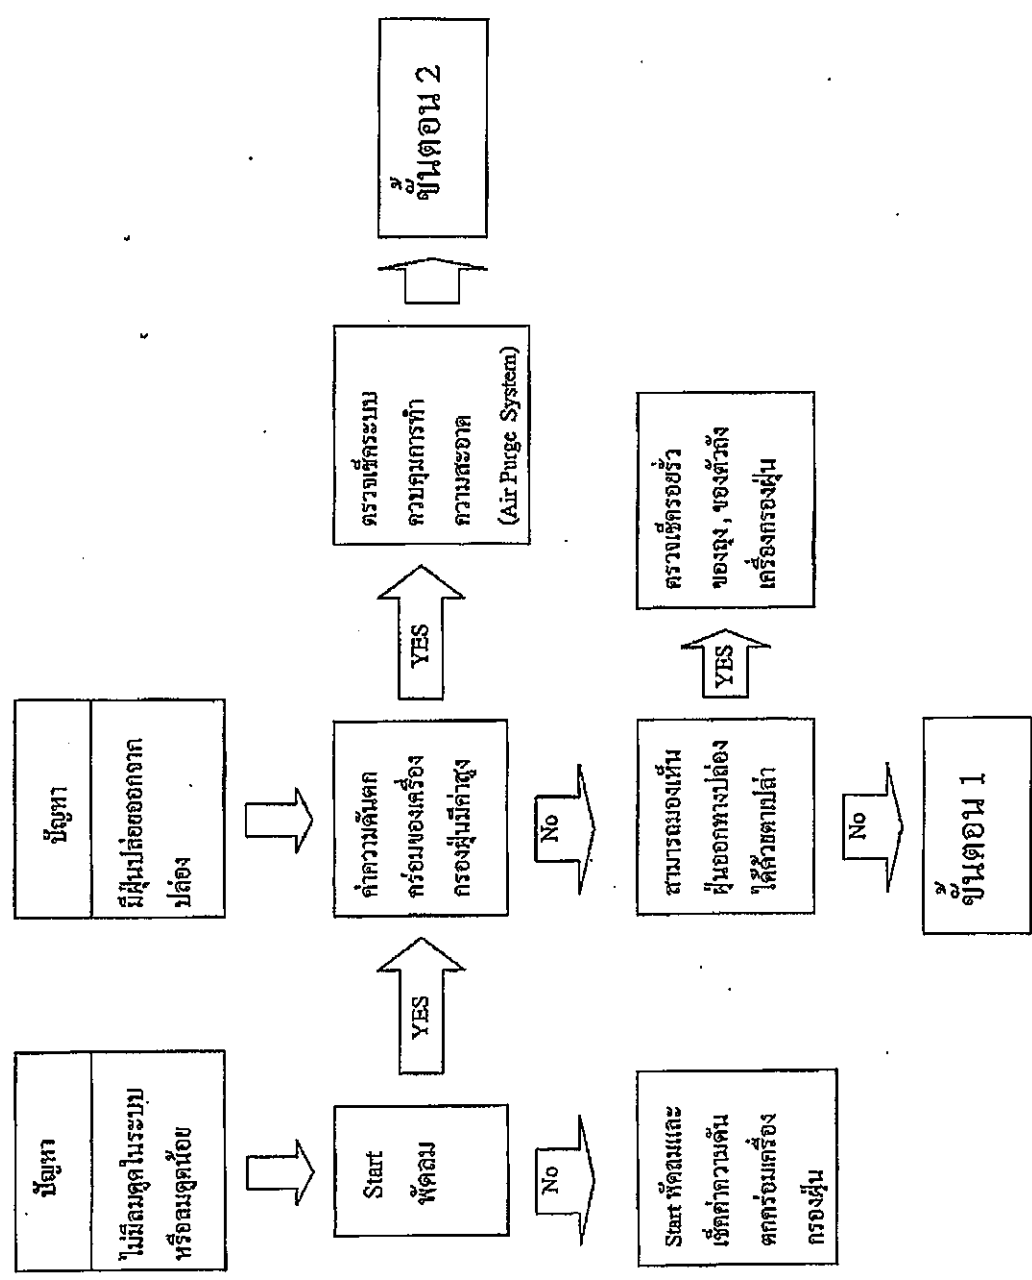 ปัญหา
ไม่มีลมดูดในระบบ
หรือลมดูดน้อย
ปัญหา
มีฝุ่นปล่อยออกจาก
ปล่อง
Start
พัดลม
YES
ค่าความดันตก
คร่อมของเครื่อง
กรองฝุ่นมีค่าสูง
YES
ตรวจเช็คระบบ
ควบคุมการทำ
ความสะอาด
(Air Purge System)
ขั้นตอน 2
No
No
Start พัดลมและ
เช็คค่าความดัน
ตกคร่อมเครื่อง
กรองฝุ่น
สามารถมองเห็น
ฝุ่นออกทางปล่อง
ได้ด้วยตาเปล่า
YES
ตรวจเช็ครอยรั่ว
ของถุง, ของตัวถัง
เครื่องกรองฝุ่น
No
ขั้นตอน 1